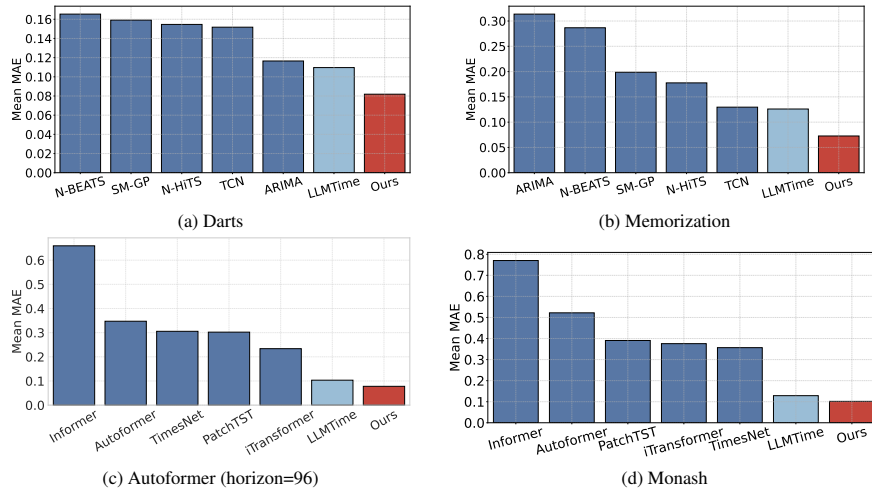 Mean MAE
0.16
0.14
0.12
0.10
0.08
0.06
0.04
0.02
0.00
N-BEATS SM-GP N-HiTS TCN ARIMA LLMTime Ours
(a) Darts
Mean MAE
0.30
0.25
0.20
0.15
0.10
0.05
0.00
ARIMA N-BEATS SM-GP N-HiTS TCN LLMTime Ours
(b) Memorization
Mean MAE
0.6
0.5
0.4
0.3
0.2
0.1
0.0
Informer Autoformer TimesNet PatchTST iTransformer LLMTime Ours
(c) Autoformer (horizon=96)
Mean MAE
0.8
0.7
0.6
0.5
0.4
0.3
0.2
0.1
0.0
Informer Autoformer PatchTST iTransformer TimesNet LLMTime Ours
(d) Monash